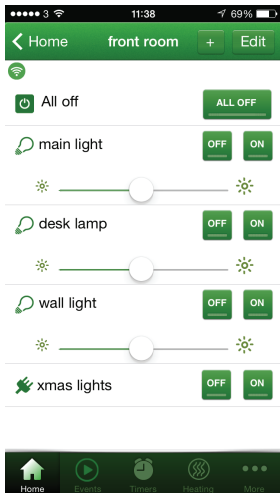 3 11:38 69%
Home front room + Edit
All off ALL OFF
main light OFF ON
desk lamp OFF ON
wall light OFF ON
xmas lights OFF ON
Home Events Timers Heating More